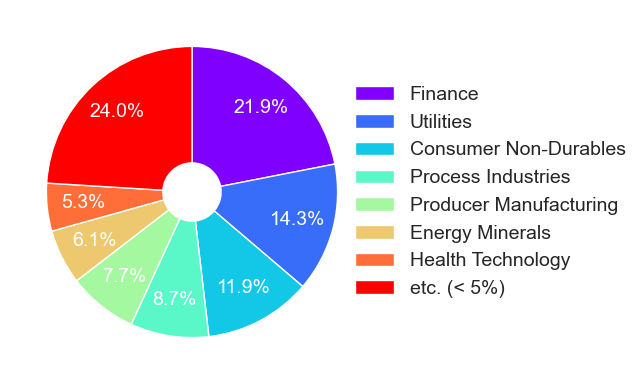 24.0%
21.9%
5.3%
14.3%
6.1%
7.7%
8.7%
11.9%
Finance
Utilities
Consumer Non-Durables
Process Industries
Producer Manufacturing
Energy Minerals
Health Technology
etc. (< 5%)